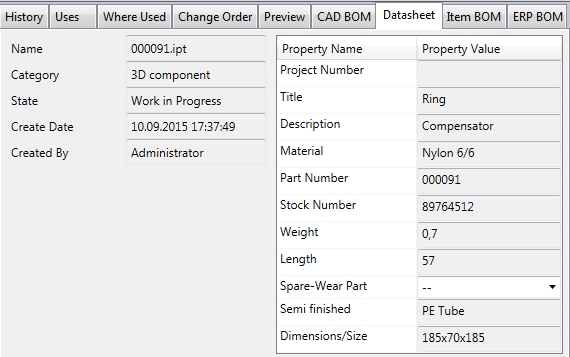 History Uses Where Used Change Order Preview CAD BOM Datasheet Item BOM ERP BOM
Name 000091.ipt
Category 3D component
State Work in Progress
Create Date 10.09.2015 17:37:49
Created By Administrator
Property Name Property Value
Project Number
Title Ring
Description Compensator
Material Nylon 6/6
Part Number 000091
Stock Number 89764512
Weight 0,7
Length 57
Spare-Wear Part --
Semi finished PE Tube
Dimensions/Size 185x70x185